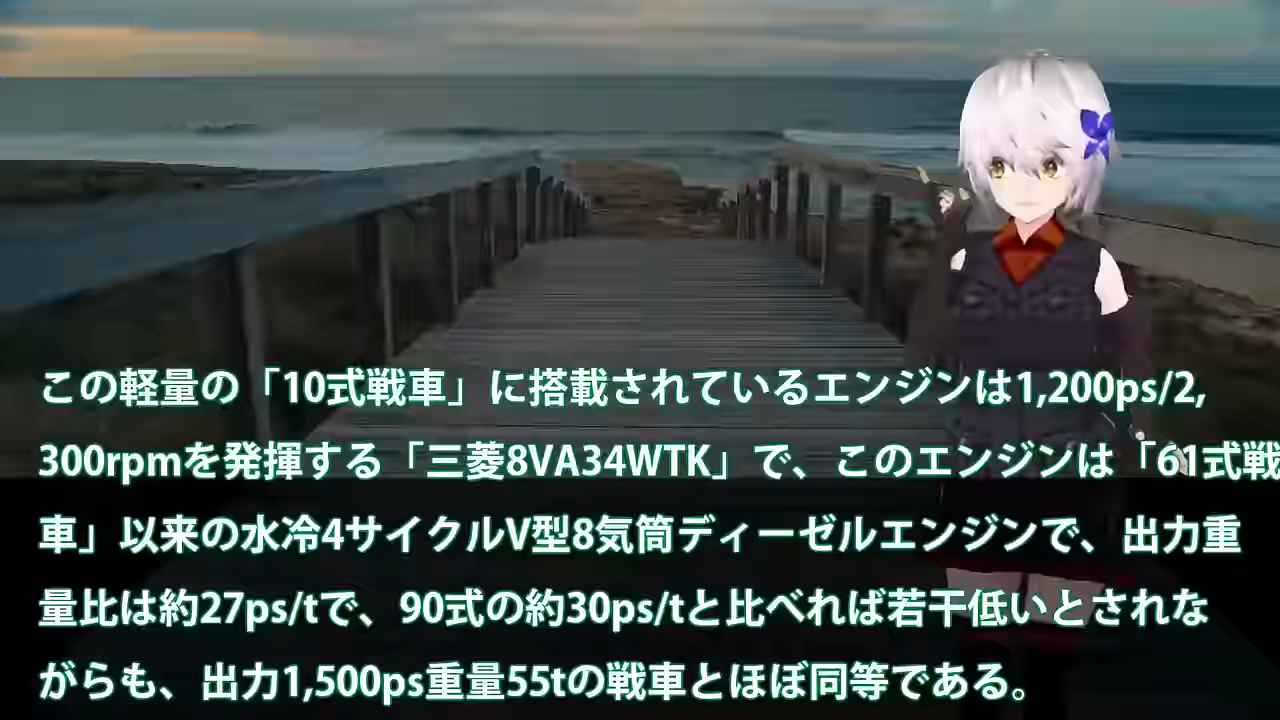 この軽量の「10式戦車」に搭載されているエンジンは1,200ps/2,
300rpmを発揮する「三菱8VA34WTK」で、このエンジンは「61式戦
車」以来の水冷4サイクルV型8気筒ディーゼルエンジンで、出力重
量比は約27ps/tで、90式の約30ps/tと比べれば若干低いとされな
がらも、出力1,500ps重量55tの戦車とほぼ同等である。